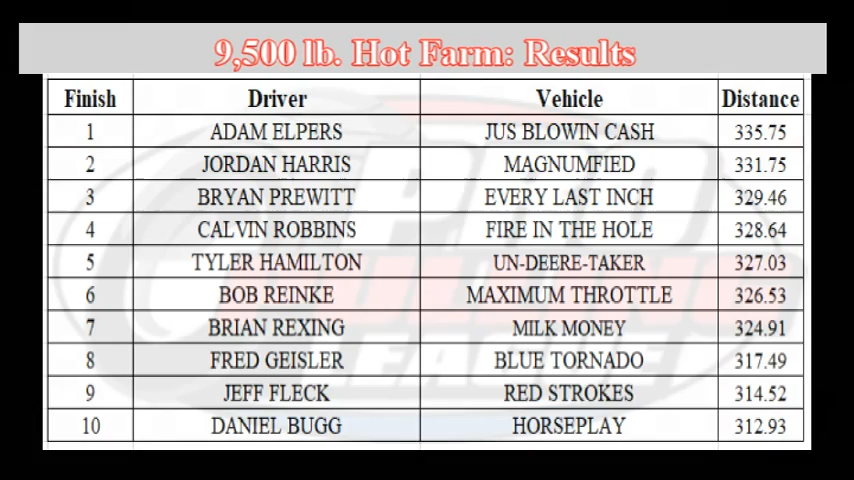 9,500 lb. Hot Farm: Results
Finish Driver Vehicle Distance
1 ADAM ELPERS JUS BLOWIN CASH 335.75
2 JORDAN HARRIS MAGNUMFIED 331.75
3 BRYAN PREWITT EVERY LAST INCH 329.46
4 CALVIN ROBBINS FIRE IN THE HOLE 328.64
5 TYLER HAMILTON UN-DEERE-TAKER 327.03
6 BOB REINKE MAXIMUM THROTTLE 326.53
7 BRIAN REXING MILK MONEY 324.91
8 FRED GEISLER BLUE TORNADO 317.49
9 JEFF FLECK RED STROKES 314.52
10 DANIEL BUGG HORSEPLAY 312.93
PRO
PULLING
LEAGUE